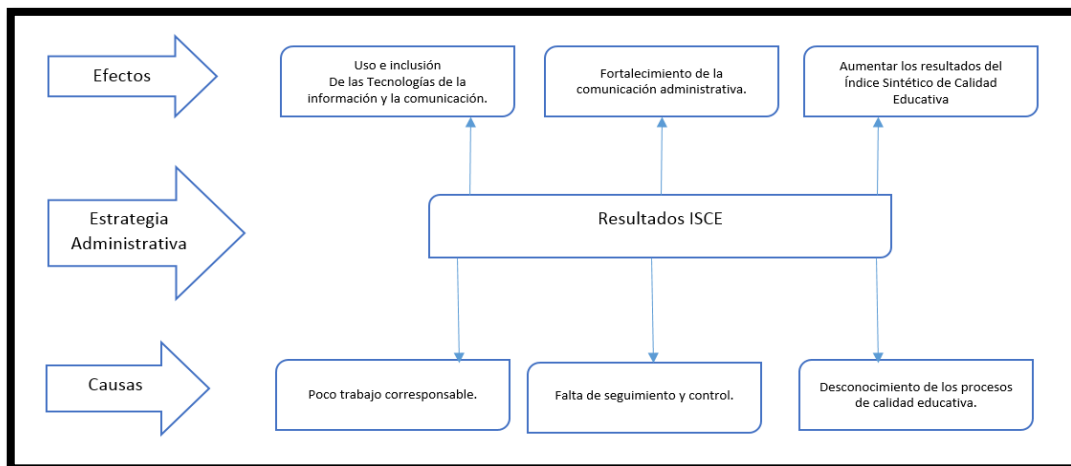 Efectos
Uso e inclusión
De las Tecnologías de la
información y la comunicación.
Fortalecimiento de la
comunicación administrativa.
Aumentar los resultados del
Índice Sintético de Calidad
Educativa
Estrategia
Administrativa
Resultados ISCE
Causas
Poco trabajo corresponsable.
Falta de seguimiento y control.
Desconocimiento de los procesos
de calidad educativa.